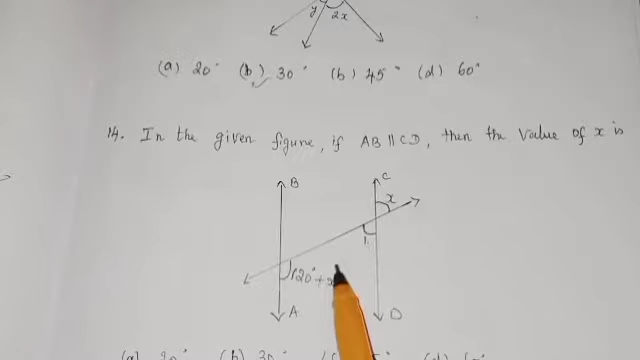 y 2x
(a) 20° (b) 30° (b) 45° (d) 60°
14. In the given figure, if AB || CD, then the value of x is
B C
x
1
120° + x
A D
(a) (b) 30° (d)